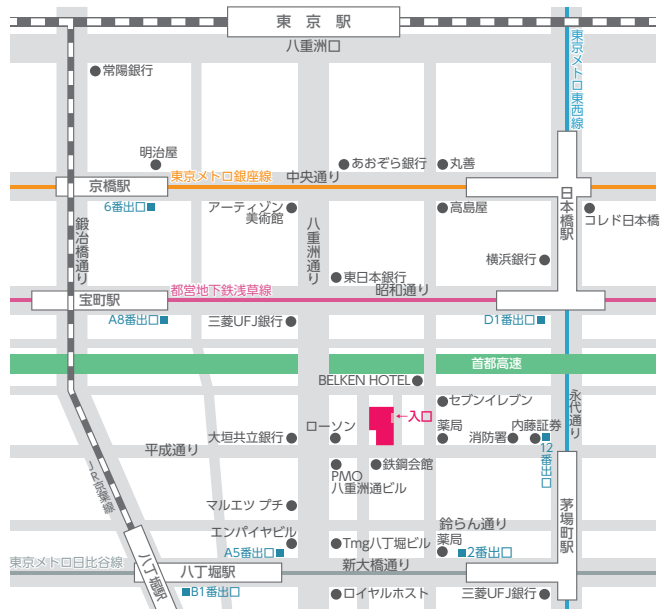 東京駅
八重洲口
東京メトロ東西線
常陽銀行
明治屋
あおぞら銀行
丸善
東京メトロ銀座線
中央通り
京橋駅
6番出口
アーティゾン
美術館
高島屋
日本橋駅
コレド日本橋
鍛冶橋通り
八重洲通り
横浜銀行
東日本銀行
都営地下鉄浅草線
昭和通り
宝町駅
A8番出口
三菱UFJ銀行
D1番出口
首都高速
BELKEN HOTEL
セブンイレブン
永代通り
←入口
ローソン
薬局
消防署
内藤証券
大垣共立銀行
平成通り
12番出口
PMO
八重洲通ビル
鉄鋼会館
JR京葉線
マルエツ プチ
茅場町駅
鈴らん通り
エンパイヤビル
Tmg八丁堀ビル
薬局
2番出口
A5番出口
東京メトロ日比谷線
新大橋通り
八丁堀駅
八丁堀駅
B1番出口
ロイヤルホスト
三菱UFJ銀行